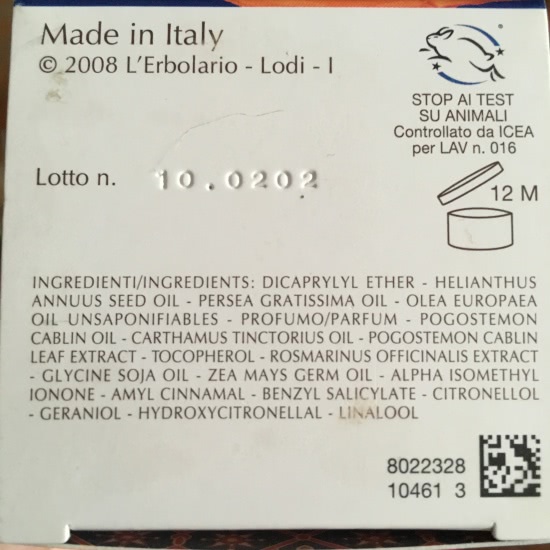 Made in Italy
© 2008 L'Erbolario - Lodi - I
STOP AI TEST
SU ANIMALI
Controllato da ICEA
per LAV n. 016
Lotto n. 10.0202
12 M
INGREDIENTI/INGREDIENTS: DICAPRYLYL ETHER - HELIANTHUS
ANNUUS SEED OIL - PERSEA GRATISSIMA OIL - OLEA EUROPAEA
OIL UNSAPONIFIABLES - PROFUMO/PARFUM - POGOSTEMON
CABLIN OIL - CARTHAMUS TINCTORIUS OIL - POGOSTEMON CABLIN
LEAF EXTRACT - TOCOPHEROL - ROSMARINUS OFFICINALIS EXTRACT
- GLYCINE SOJA OIL - ZEA MAYS GERM OIL - ALPHA ISOMETHYL
IONONE - AMYL CINNAMAL - BENZYL SALICYLATE - CITRONELLOL
- GERANIOL - HYDROXYCITRONELLAL - LINALOOL
8022328
10461 3